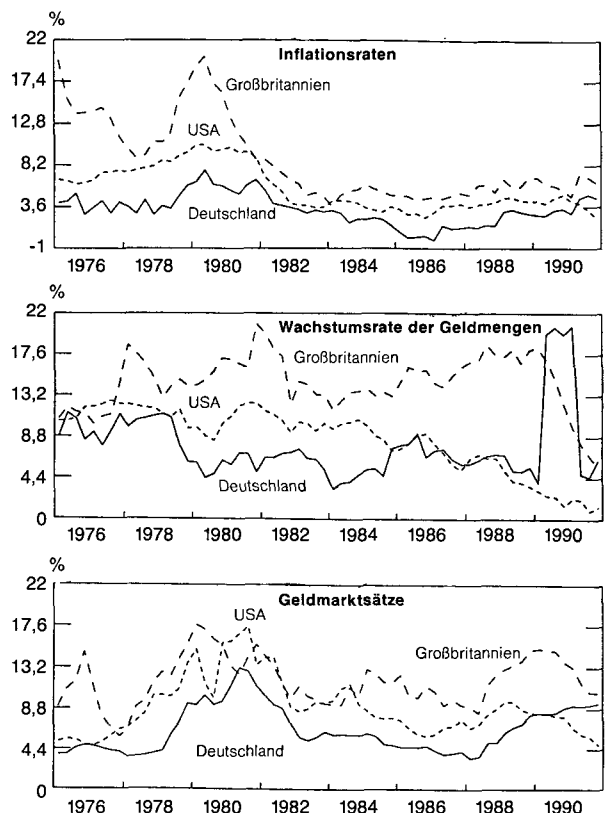 %
22
Inflationsraten
17,4
Großbritannien
12,8
USA
8,2
3,6
Deutschland
-1
1976 1978 1980 1982 1984 1986 1988 1990
%
22
Wachstumsrate der Geldmengen
17,6
Großbritannien
13,2
USA
8,8
4,4
Deutschland
0
1976 1978 1980 1982 1984 1986 1988 1990
%
22
Geldmarktsätze
USA
17,6
Großbritannien
13,2
8,8
4,4
Deutschland
0
1976 1978 1980 1982 1984 1986 1988 1990